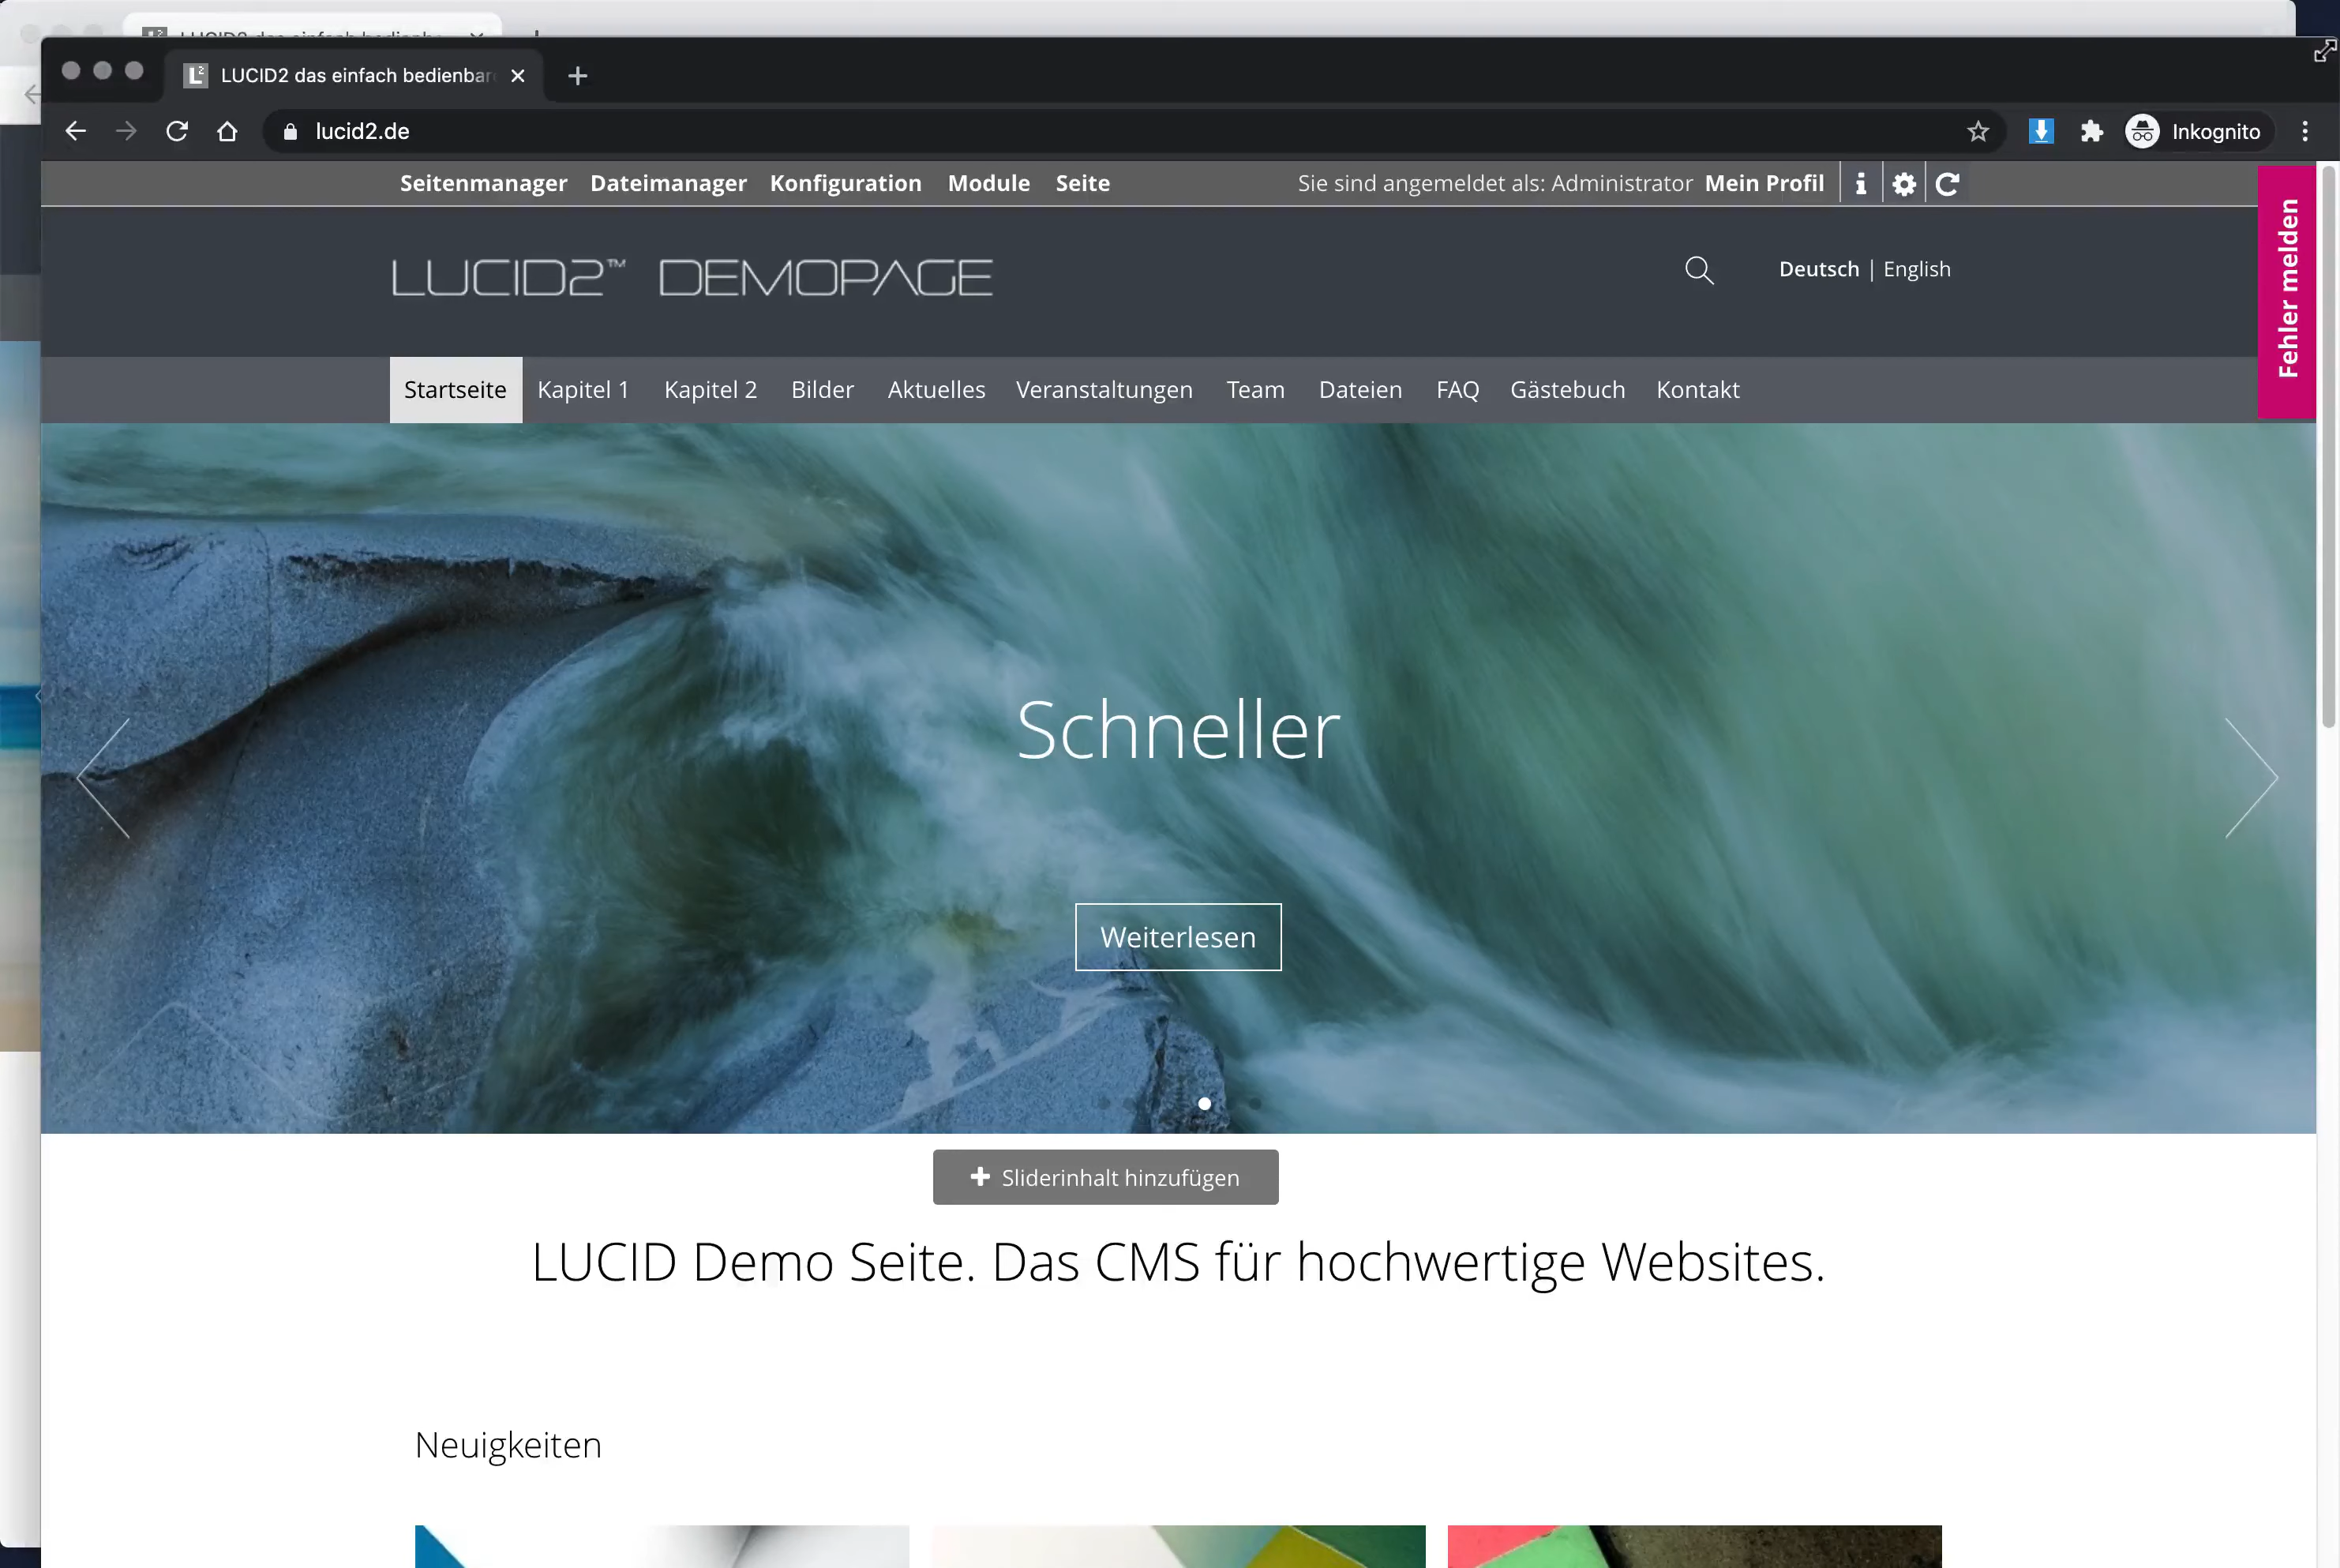 LUCID2 das einfach bedienbar
lucid2.de
Inkognito
Seitenmanager Dateimanager Konfiguration Module Seite
Sie sind angemeldet als: Administrator Mein Profil
Fehler melden
LUCID2™ DEMOPAGE
Deutsch | English
Startseite Kapitel 1 Kapitel 2 Bilder Aktuelles Veranstaltungen Team Dateien FAQ Gästebuch Kontakt
Schneller
Weiterlesen
Sliderinhalt hinzufügen
LUCID Demo Seite. Das CMS für hochwertige Websites.
Neuigkeiten